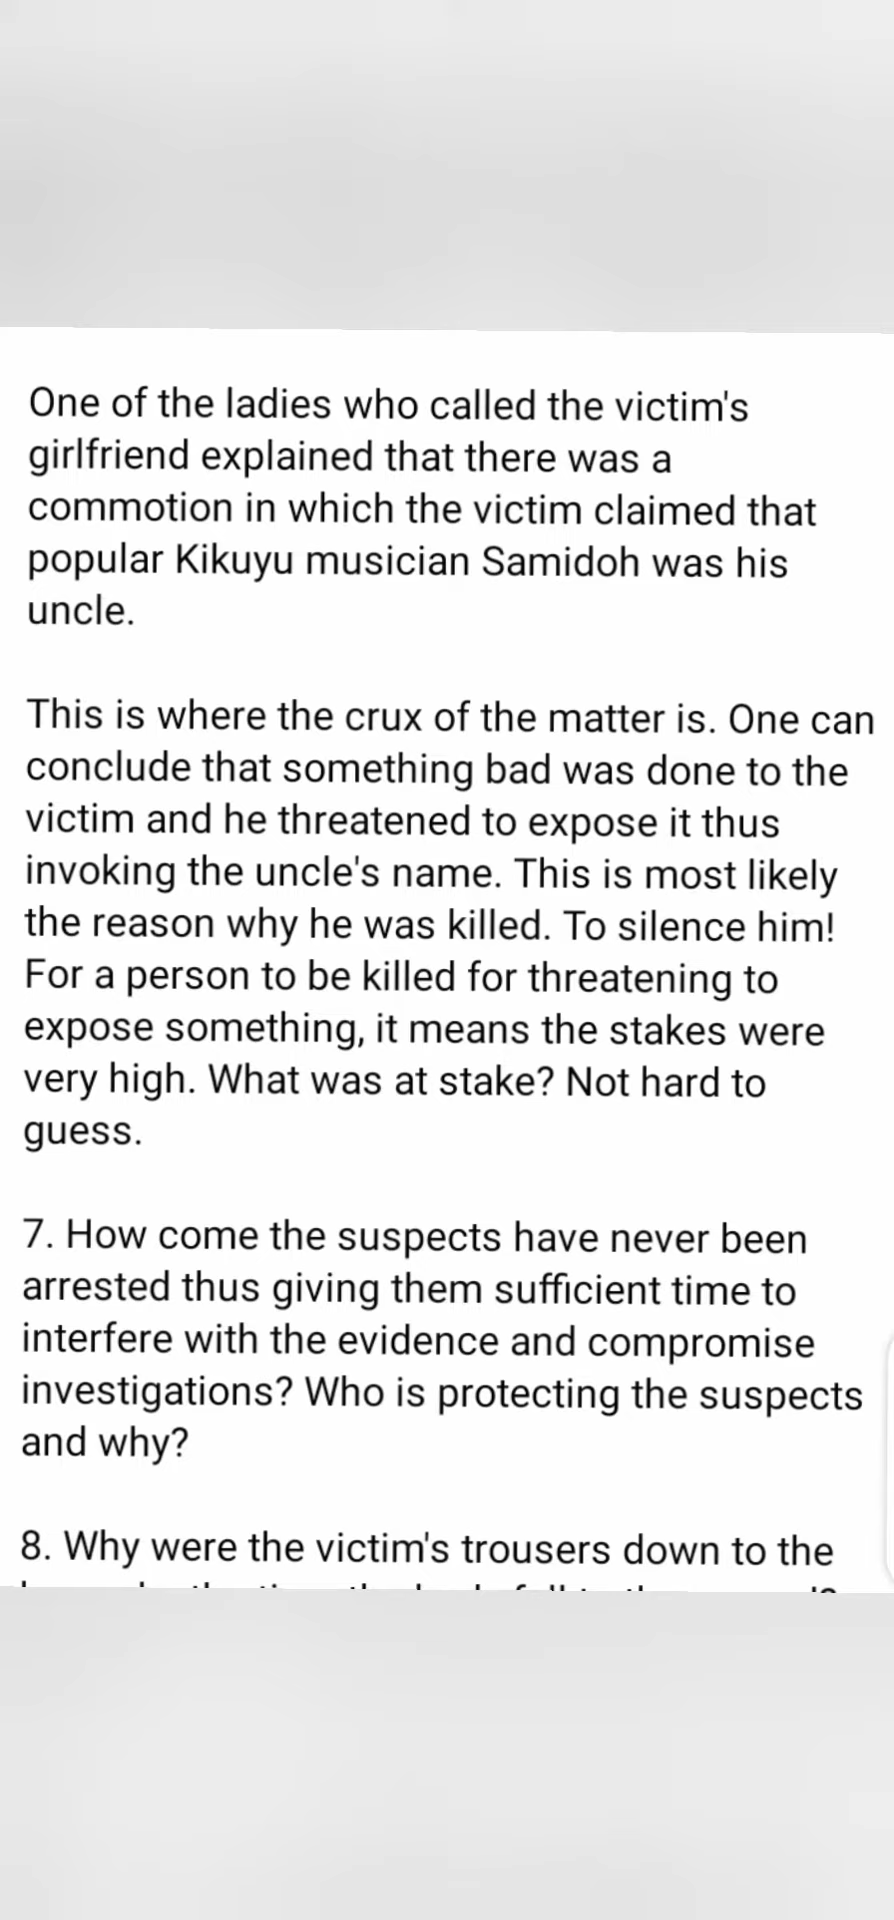 One of the ladies who called the victim's
girlfriend explained that there was a
commotion in which the victim claimed that
popular Kikuyu musician Samidoh was his
uncle.
This is where the crux of the matter is. One can
conclude that something bad was done to the
victim and he threatened to expose it thus
invoking the uncle's name. This is most likely
the reason why he was killed. To silence him!
For a person to be killed for threatening to
expose something, it means the stakes were
very high. What was at stake? Not hard to
guess.
7. How come the suspects have never been
arrested thus giving them sufficient time to
interfere with the evidence and compromise
investigations? Who is protecting the suspects
and why?
8. Why were the victim's trousers down to the